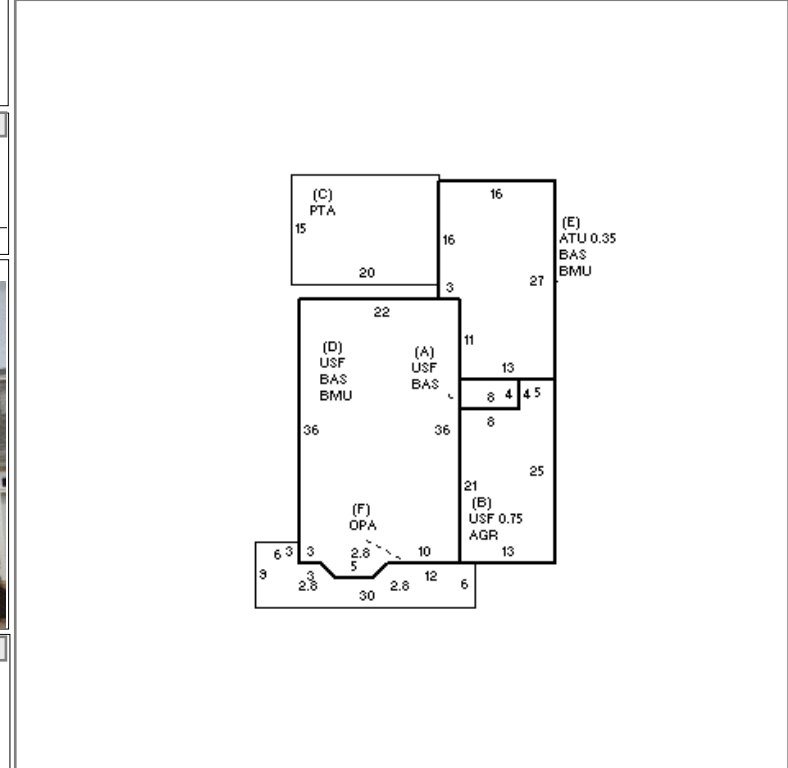 (C)
PTA
15
20
16
16
3
27
(E)
ATU 0.35
BAS
BMU
22
11
13
(D)
USF
BAS
BMU
(A)
USF
BAS
8 4 4 5
8
36
36
25
21
(B)
USF 0.75
AGR
13
(F)
OPA
6 3 3 2.8 10
5
9 3 12 6
2.8 2.8
30